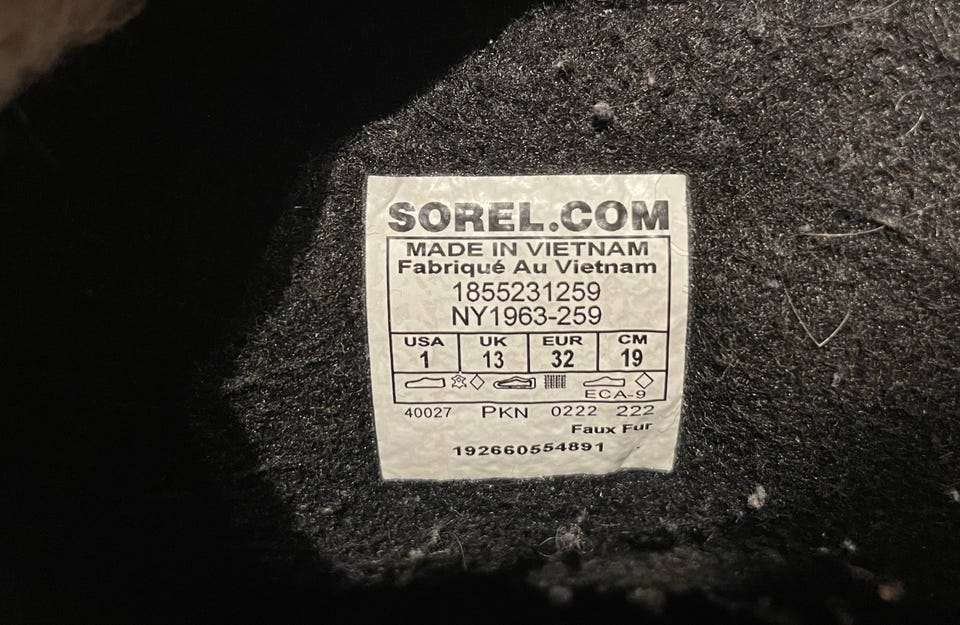 SOREL.COM
MADE IN VIETNAM
Fabriqué Au Vietnam
1855231259
NY1963-259
USA UK EUR CM
1 13 32 19
ECA-9
40027 PKN 0222 222
Faux Fur
192660554891